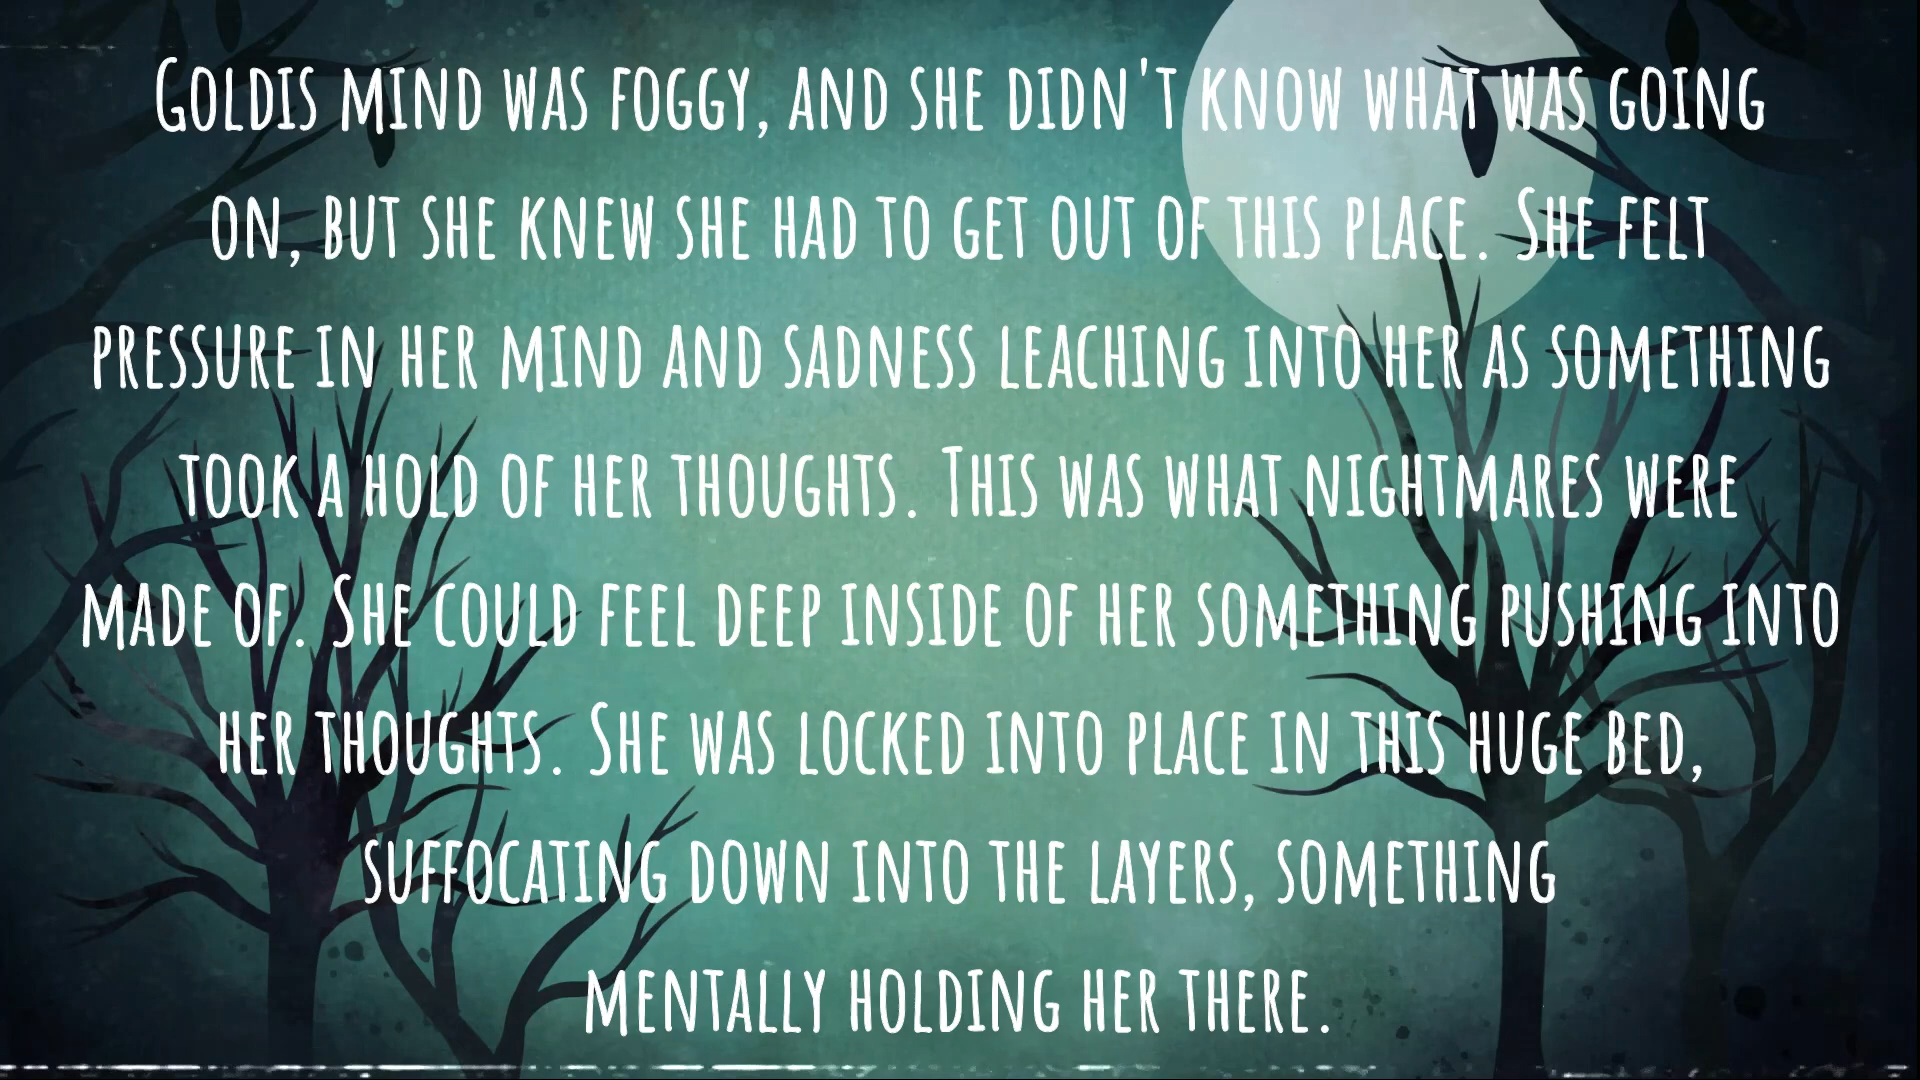 Goldis mind was foggy, and she didn't know what was going
on, but she knew she had to get out of this place. She felt
pressure in her mind and sadness leaching into her as something
took a hold of her thoughts. This was what nightmares were
made of. She could feel deep inside of her something pushing into
her thoughts. She was locked into place in this huge bed,
suffocating down into the layers, something
mentally holding her there.